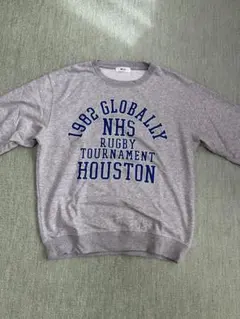 1982 GLOBALLY
NHS
RUGBY
TOURNAMENT
HOUSTON